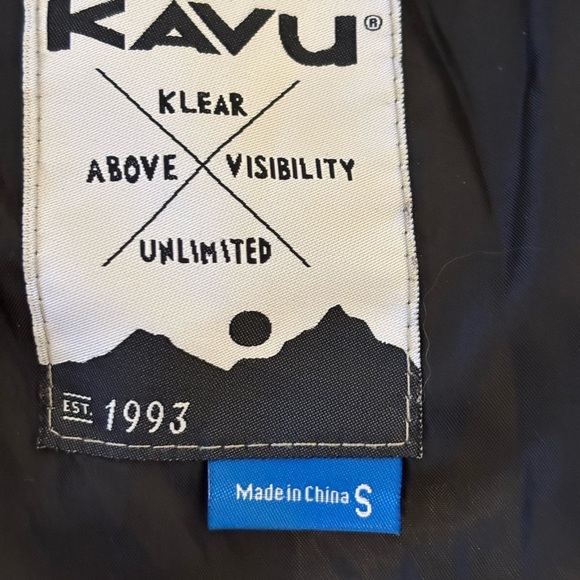 KAVU®
KLEAR
ABOVE VISIBILITY
UNLIMITED
EST. 1993
Made in China S